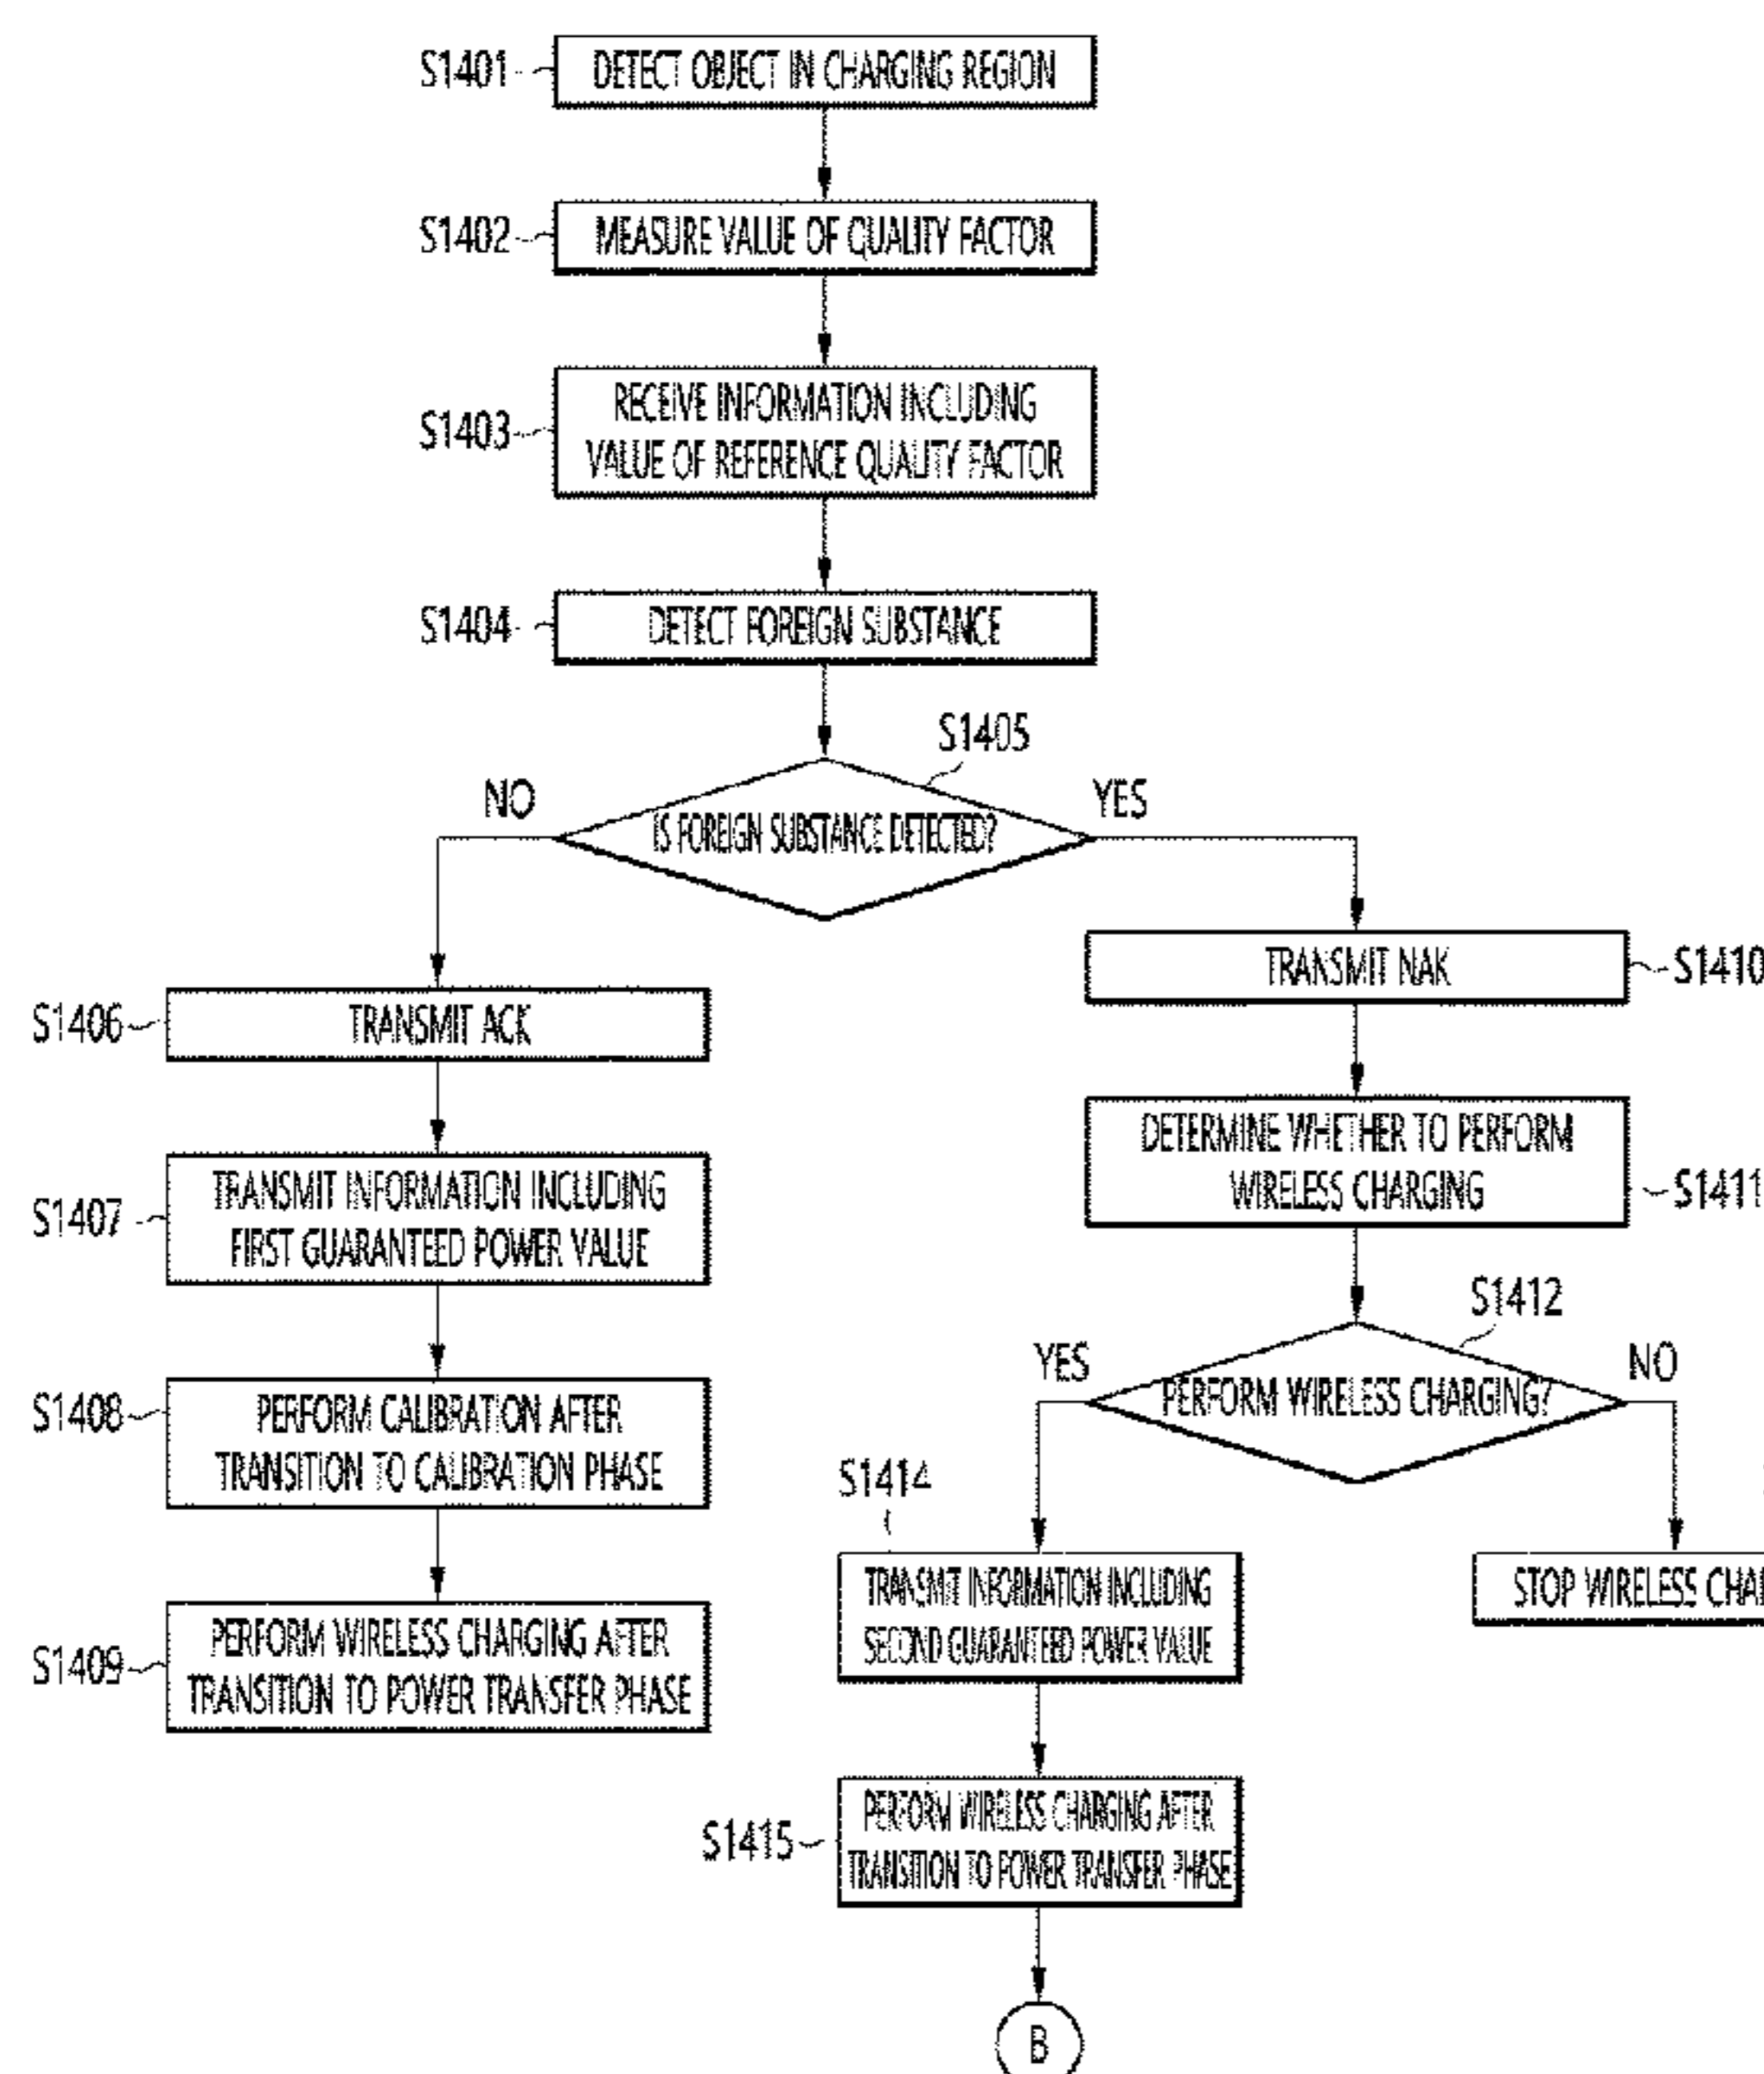 S1401 DETECT OBJECT IN CHARGING REGION
S1402 MEASURE VALUE OF QUALITY FACTOR
S1403 RECEIVE INFORMATION INCLUDING
VALUE OF REFERENCE QUALITY FACTOR
S1404 DETECT FOREIGN SUBSTANCE
S1405
NO
YES
IS FOREIGN SUBSTANCE DETECTED?
TRANSMIT NAK S1410
S1406 TRANSMIT ACK
DETERMINE WHETHER TO PERFORM
WIRELESS CHARGING
S1411
S1407 TRANSMIT INFORMATION INCLUDING
FIRST GUARANTEED POWER VALUE
S1412
YES
NO
PERFORM WIRELESS CHARGING?
S1408 PERFORM CALIBRATION AFTER
TRANSITION TO CALIBRATION PHASE
S1414
TRANSMIT INFORMATION INCLUDING
SECOND GUARANTEED POWER VALUE
STOP WIRELESS CHA
S1409 PERFORM WIRELESS CHARGING AFTER
TRANSITION TO POWER TRANSFER PHASE
S1415 PERFORM WIRELESS CHARGING AFTER
TRANSITION TO POWER TRANSFER PHASE
B